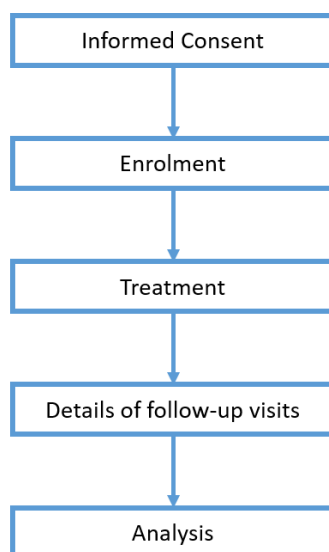 Informed Consent
Enrolment
Treatment
Details of follow-up visits
Analysis